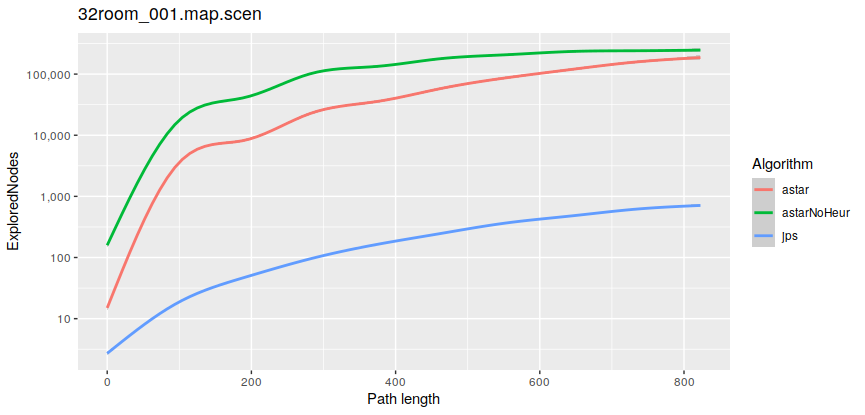 32room_001.map.scen
ExploredNodes
100,000
10,000
1,000
100
10
0
200
400
600
800
Path length
Algorithm
astar
astarNoHeur
jps